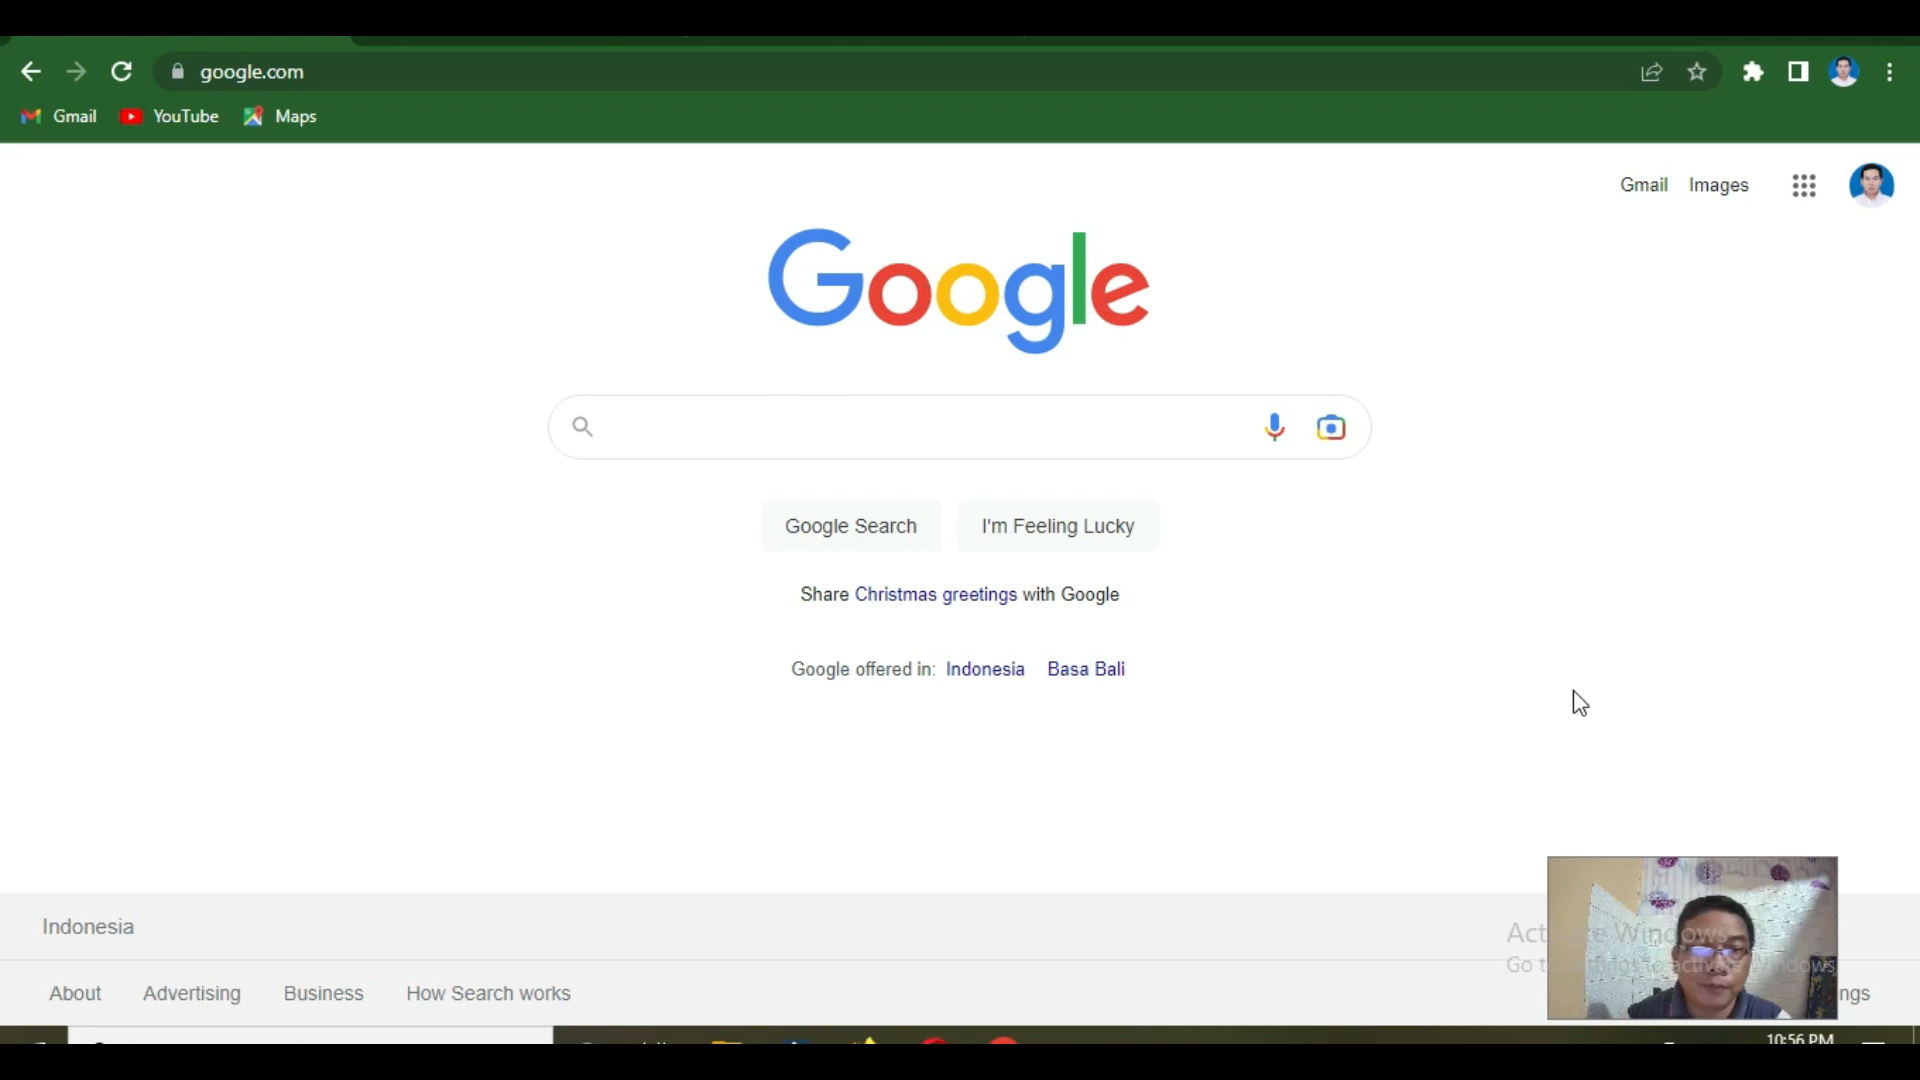 google.com
Gmail YouTube Maps
Gmail Images
Google
Google Search I'm Feeling Lucky
Share Christmas greetings with Google
Google offered in: Indonesia Basa Bali
Indonesia
Windows
About Advertising Business How Search works
10:56 PM